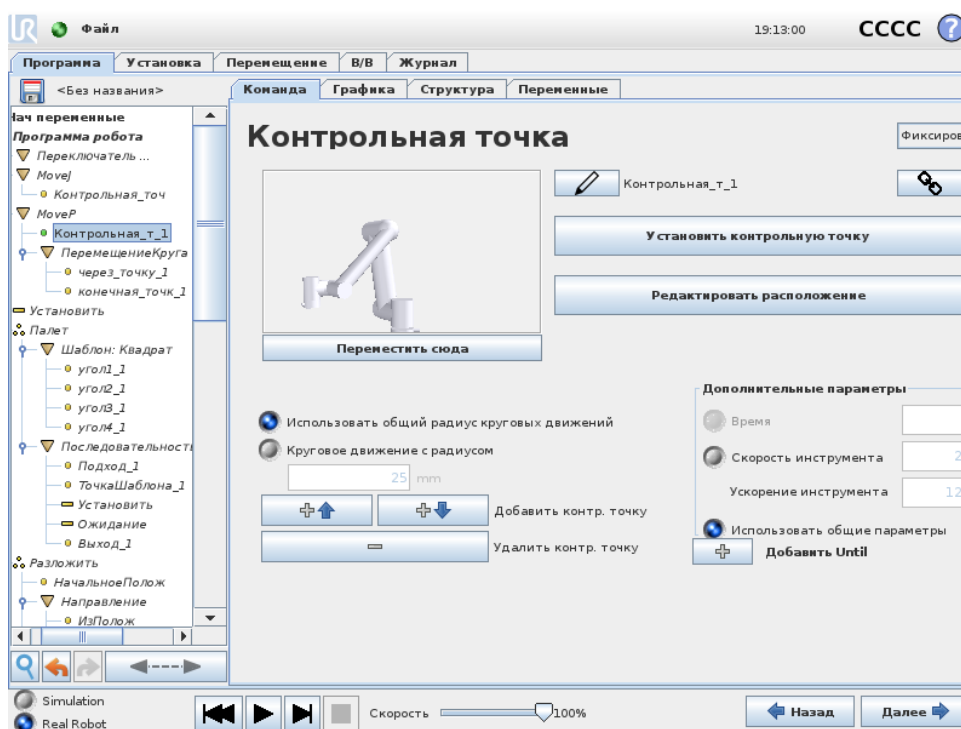 UR Файл 19:13:00 CCCC ?
Программа Установка Перемещение В/В Журнал
<Без названия> Команда Графика Структура Переменные
Нач переменные
Программа робота
Переключатель ...
MoveJ
Контрольная_точ
MoveP
Контрольная_т_1
ПеремещениеКруга
через_точку_1
конечная_точк_1
Установить
Палет
Шаблон: Квадрат
угол1_1
угол2_1
угол3_1
угол4_1
Последовательност
Подход_1
ТочкаШаблона_1
Установить
Ожидание
Выход_1
Разложить
НачальноеПолож
Направление
ИзПолож
Контрольная точка
Фиксиров
Контрольная_т_1
Установить контрольную точку
Редактировать расположение
Переместить сюда
Использовать общий радиус круговых движений
Круговое движение с радиусом
25 mm
Добавить контр. точку
Удалить контр. точку
Дополнительные параметры
Время
Скорость инструмента 2
Ускорение инструмента 12
Использовать общие параметры
Добавить Until
Simulation
Real Robot
Скорость 100%
Назад Далее